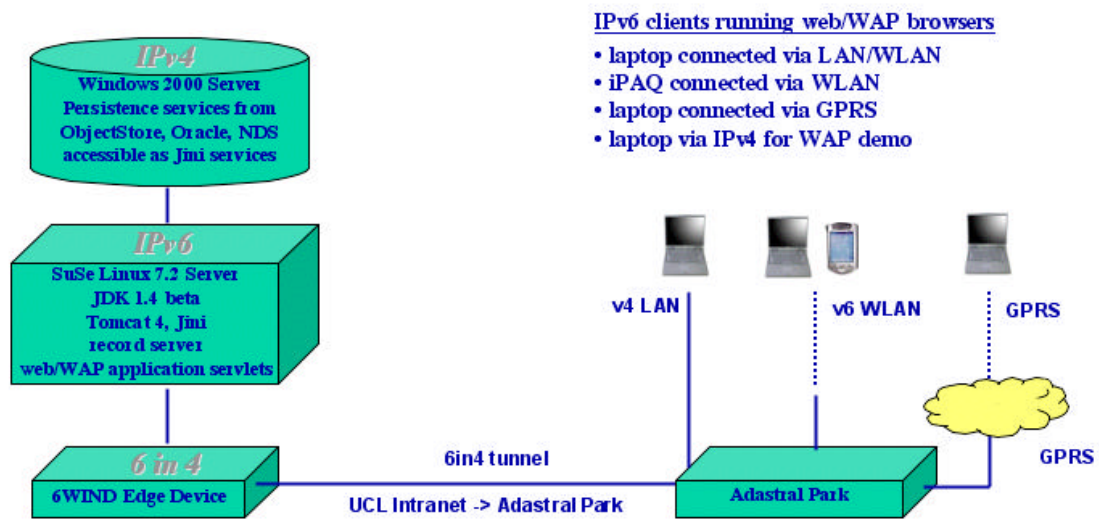 IPv4
Windows 2000 Server
Persistence services from
ObjectStore, Oracle, NDS
accessible as Jini services
IPv6
SuSe Linux 7.2 Server
JDK 1.4 beta
Tomcat 4, Jini
record server
web/WAP application servlets
6 in 4
6WIND Edge Device
IPv6 clients running web/WAP browsers
• laptop connected via LAN/WLAN
• iPAQ connected via WLAN
• laptop connected via GPRS
• laptop via IPv4 for WAP demo
v4 LAN
v6 WLAN
GPRS
GPRS
6in4 tunnel
UCL Intranet -> Adastral Park
Adastral Park